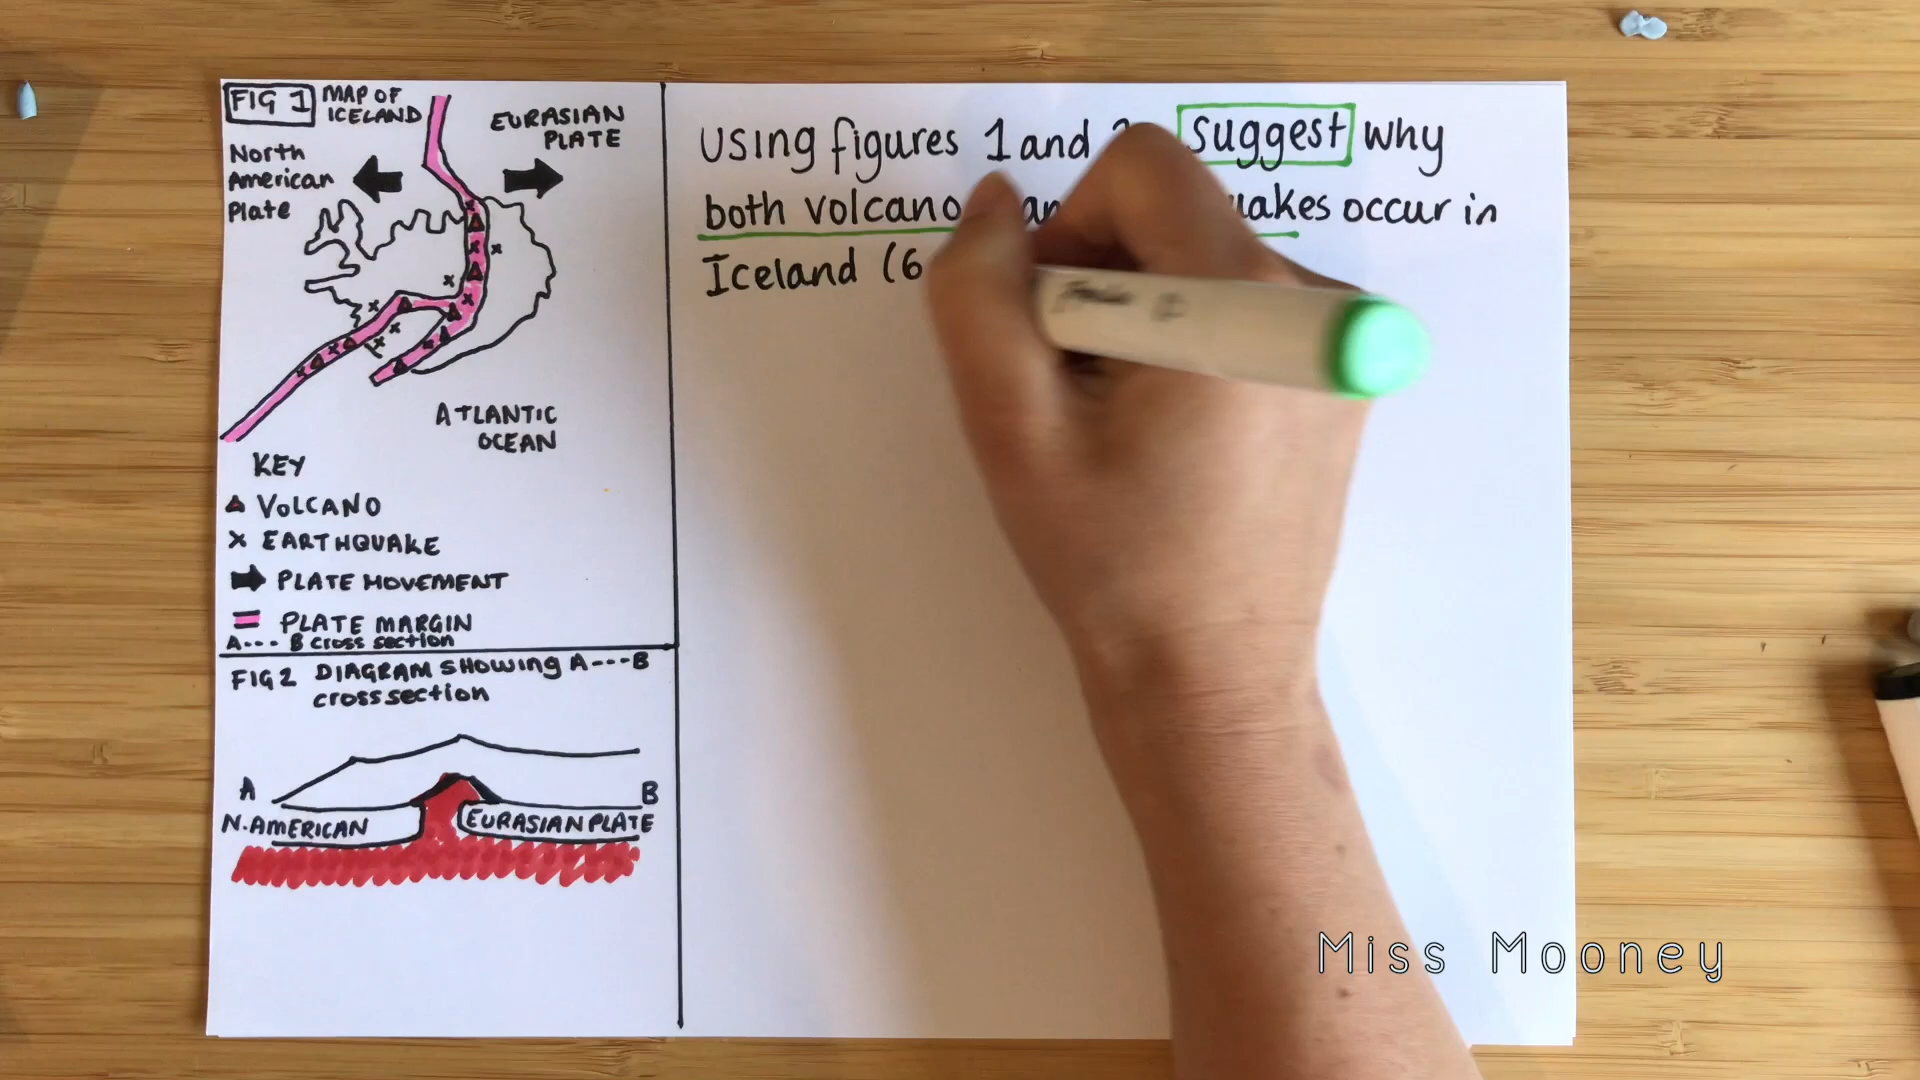 FIG 1 MAP OF
ICELAND
EURASIAN
PLATE
North
American
Plate
ATLANTIC
OCEAN
KEY
VOLCANO
X EARTHQUAKE
PLATE MOVEMENT
PLATE MARGIN
A--- B cross section
FIG 2 DIAGRAM SHOWING A---B
cross section
A
B
N. AMERICAN
EURASIAN PLATE
Using figures 1 and suggest why
both occur in
Iceland (6
Miss Mooney